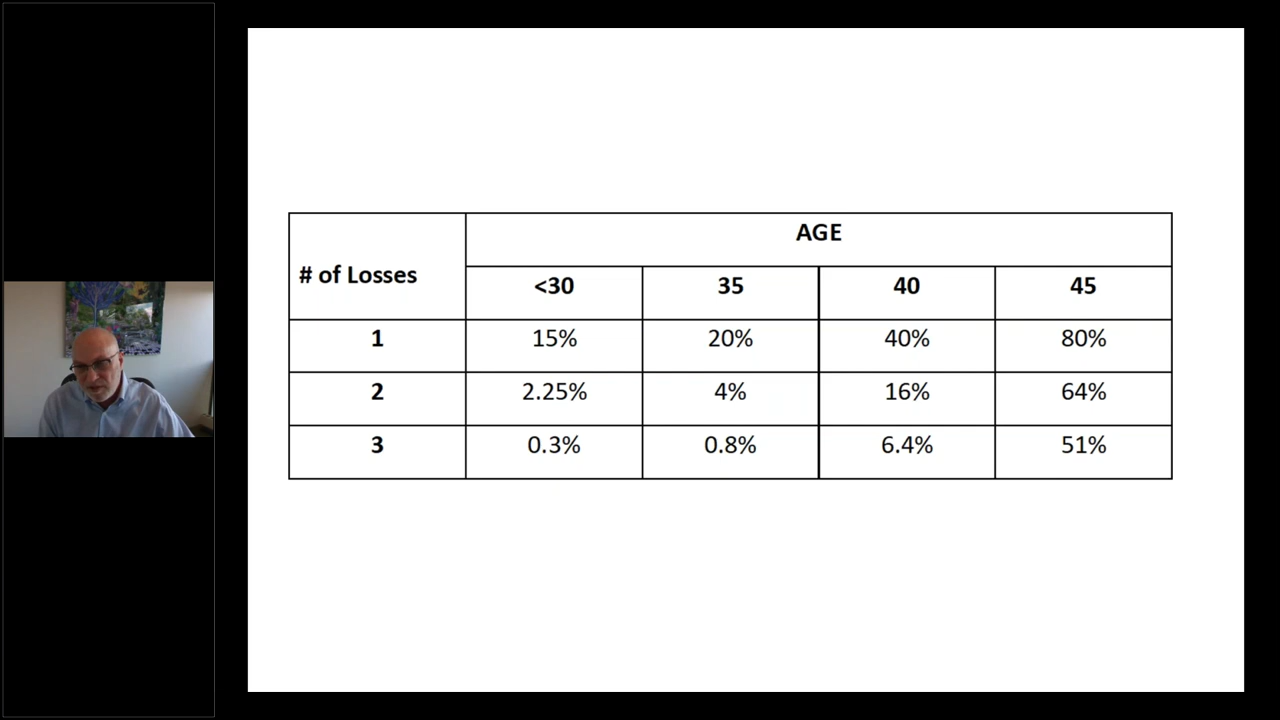 AGE
# of Losses
<30 35 40 45
1 15% 20% 40% 80%
2 2.25% 4% 16% 64%
3 0.3% 0.8% 6.4% 51%